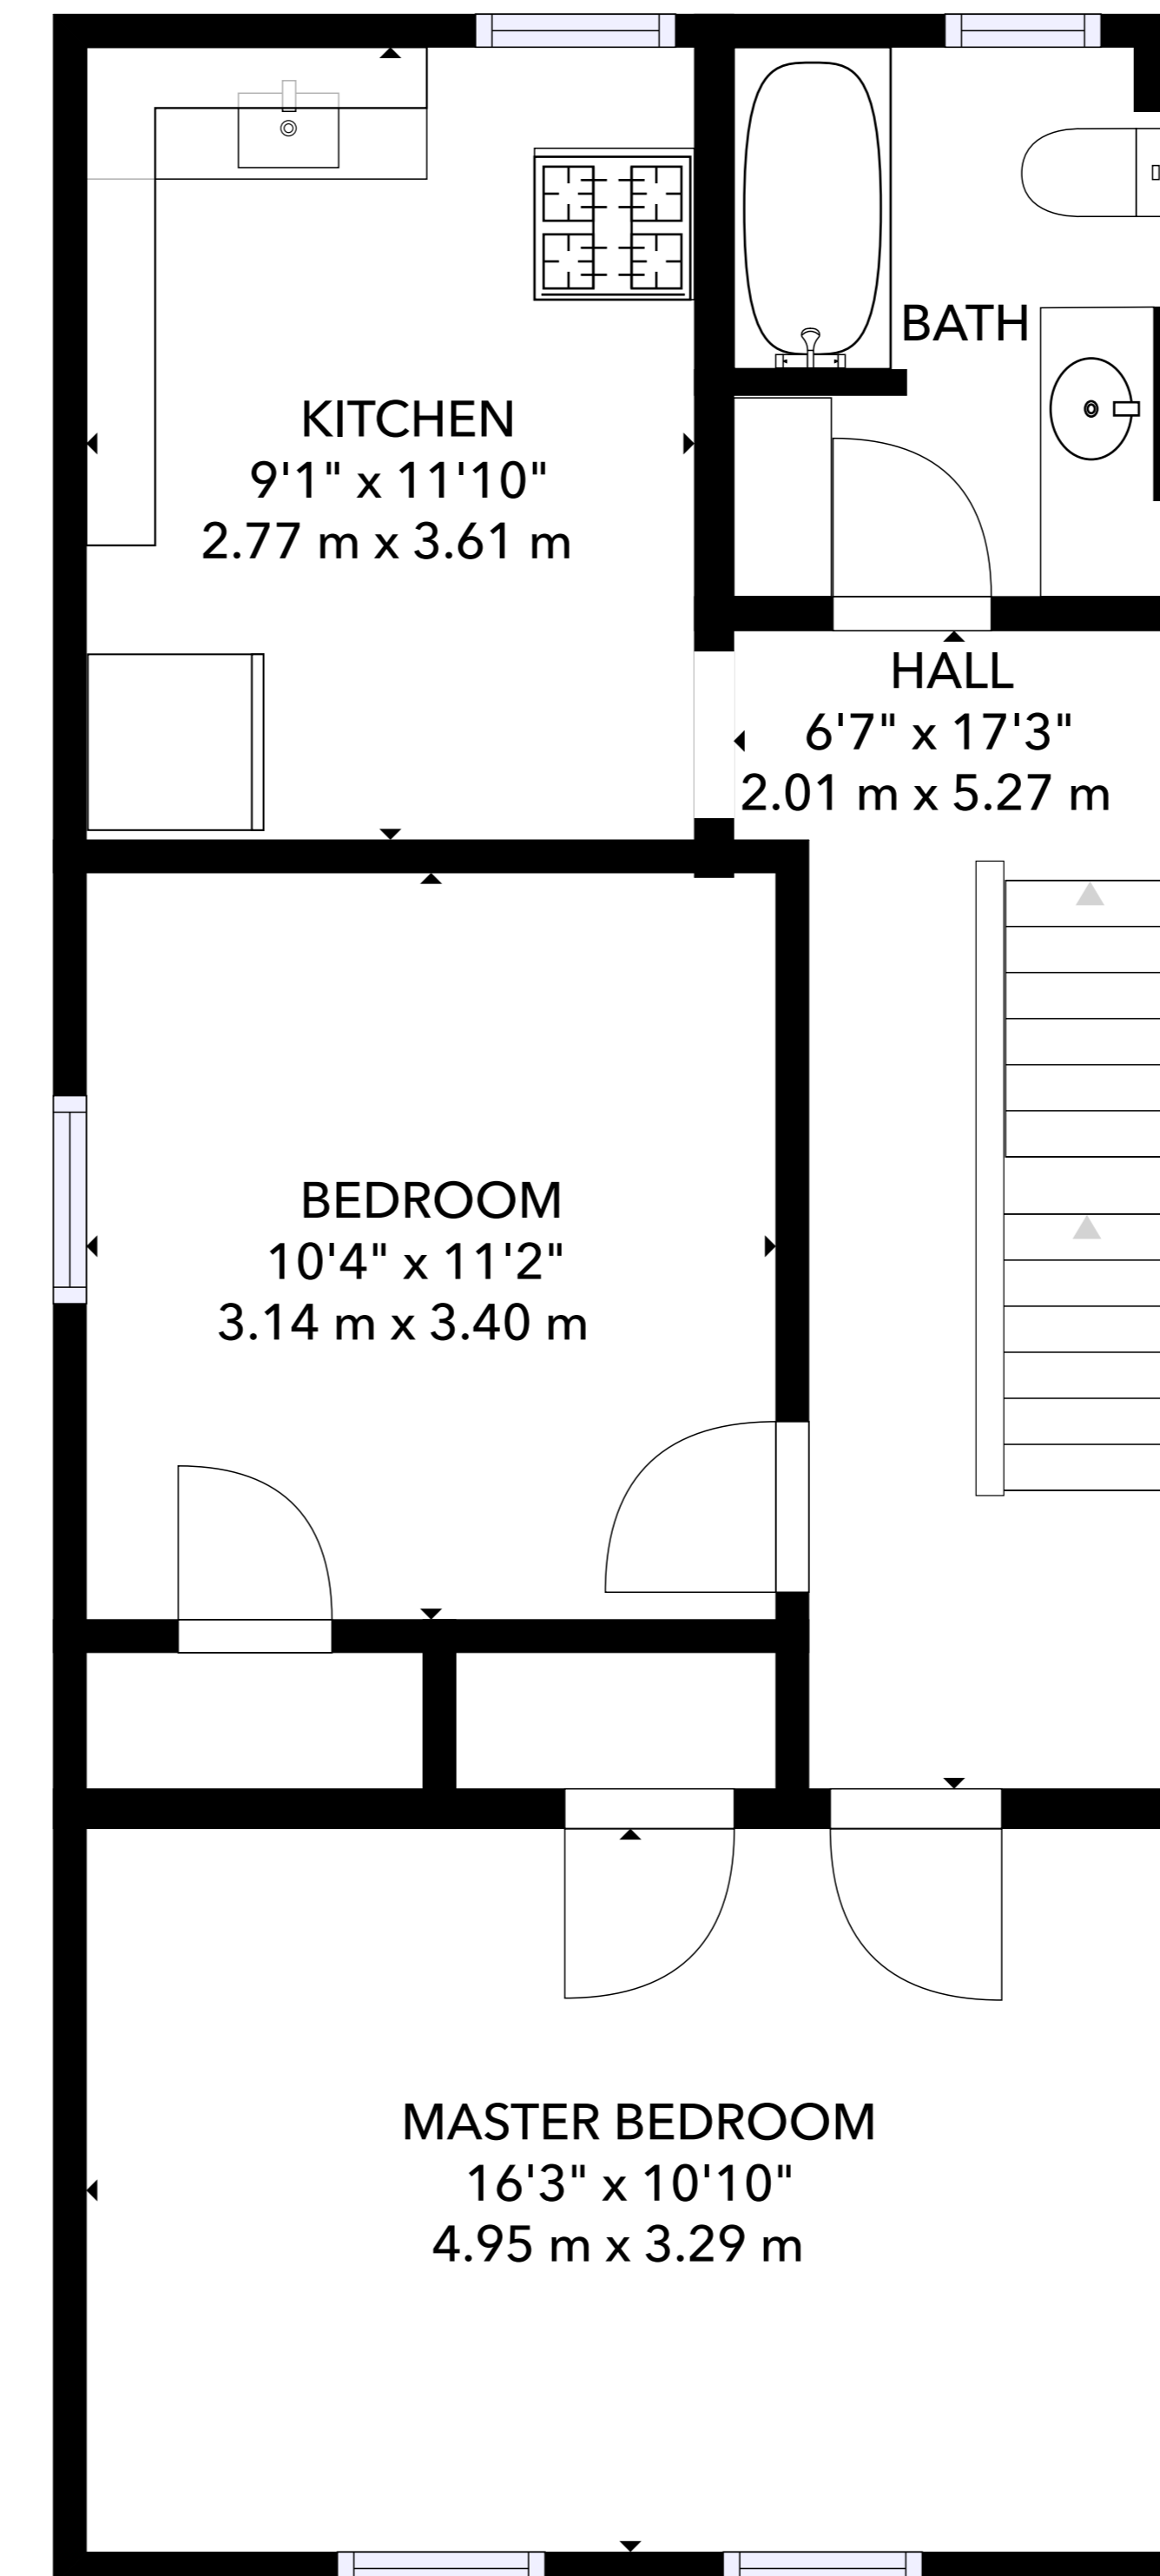 BATH
KITCHEN
9'1" x 11'10"
2.77 m x 3.61 m
HALL
6'7" x 17'3"
2.01 m x 5.27 m
BEDROOM
10'4" x 11'2"
3.14 m x 3.40 m
MASTER BEDROOM
16'3" x 10'10"
4.95 m x 3.29 m